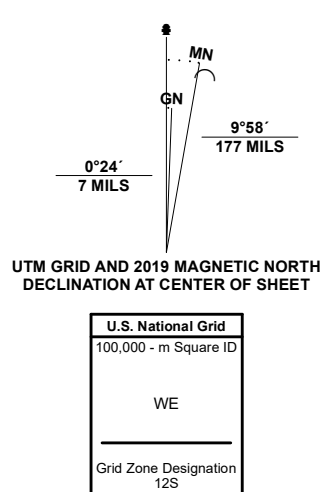 MN
GN
9°58´
177 MILS
0°24´
7 MILS
UTM GRID AND 2019 MAGNETIC NORTH
DECLINATION AT CENTER OF SHEET
U.S. National Grid
100,000 - m Square ID
WE
Grid Zone Designation
12S